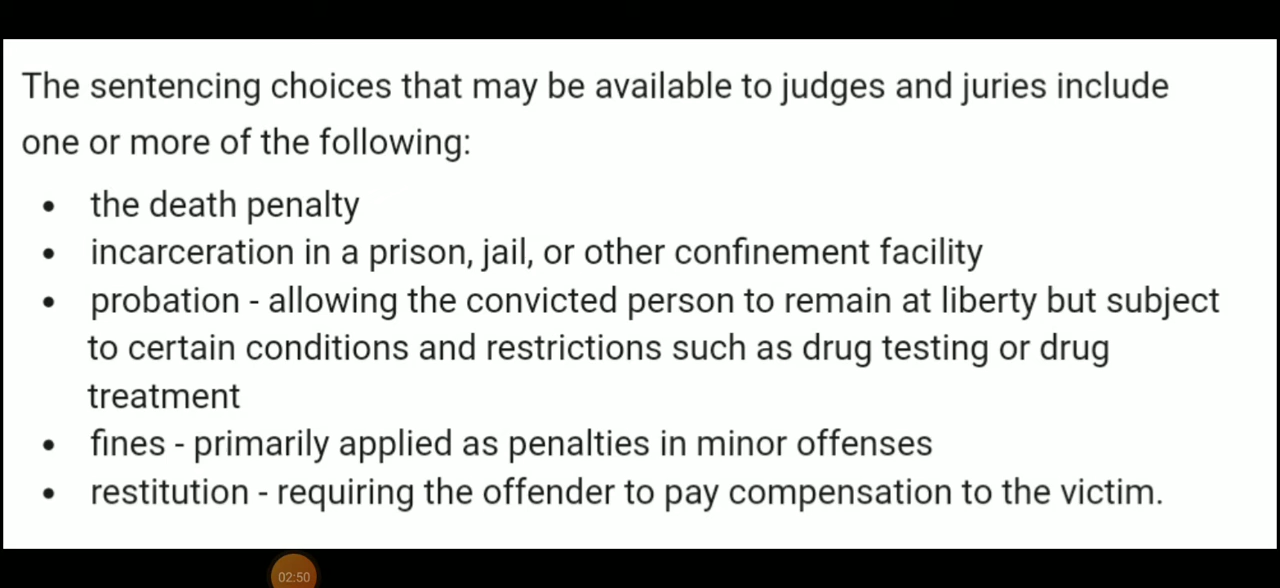 The sentencing choices that may be available to judges and juries include
one or more of the following:
• the death penalty
• incarceration in a prison, jail, or other confinement facility
• probation - allowing the convicted person to remain at liberty but subject
to certain conditions and restrictions such as drug testing or drug
treatment
• fines - primarily applied as penalties in minor offenses
• restitution - requiring the offender to pay compensation to the victim.
02:50